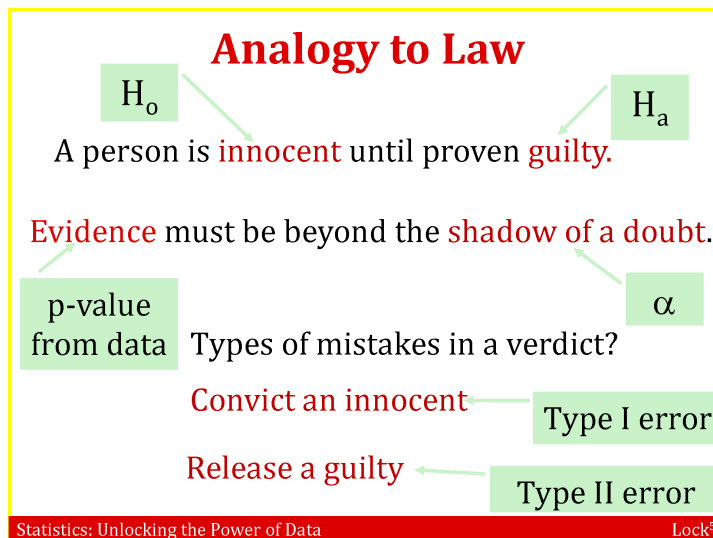 Analogy to Law
H₀
Hₐ
A person is innocent until proven guilty.
Evidence must be beyond the shadow of a doubt.
p-value
from data
α
Types of mistakes in a verdict?
Convict an innocent
Type I error
Release a guilty
Type II error
Statistics: Unlocking the Power of Data
Lock⁵